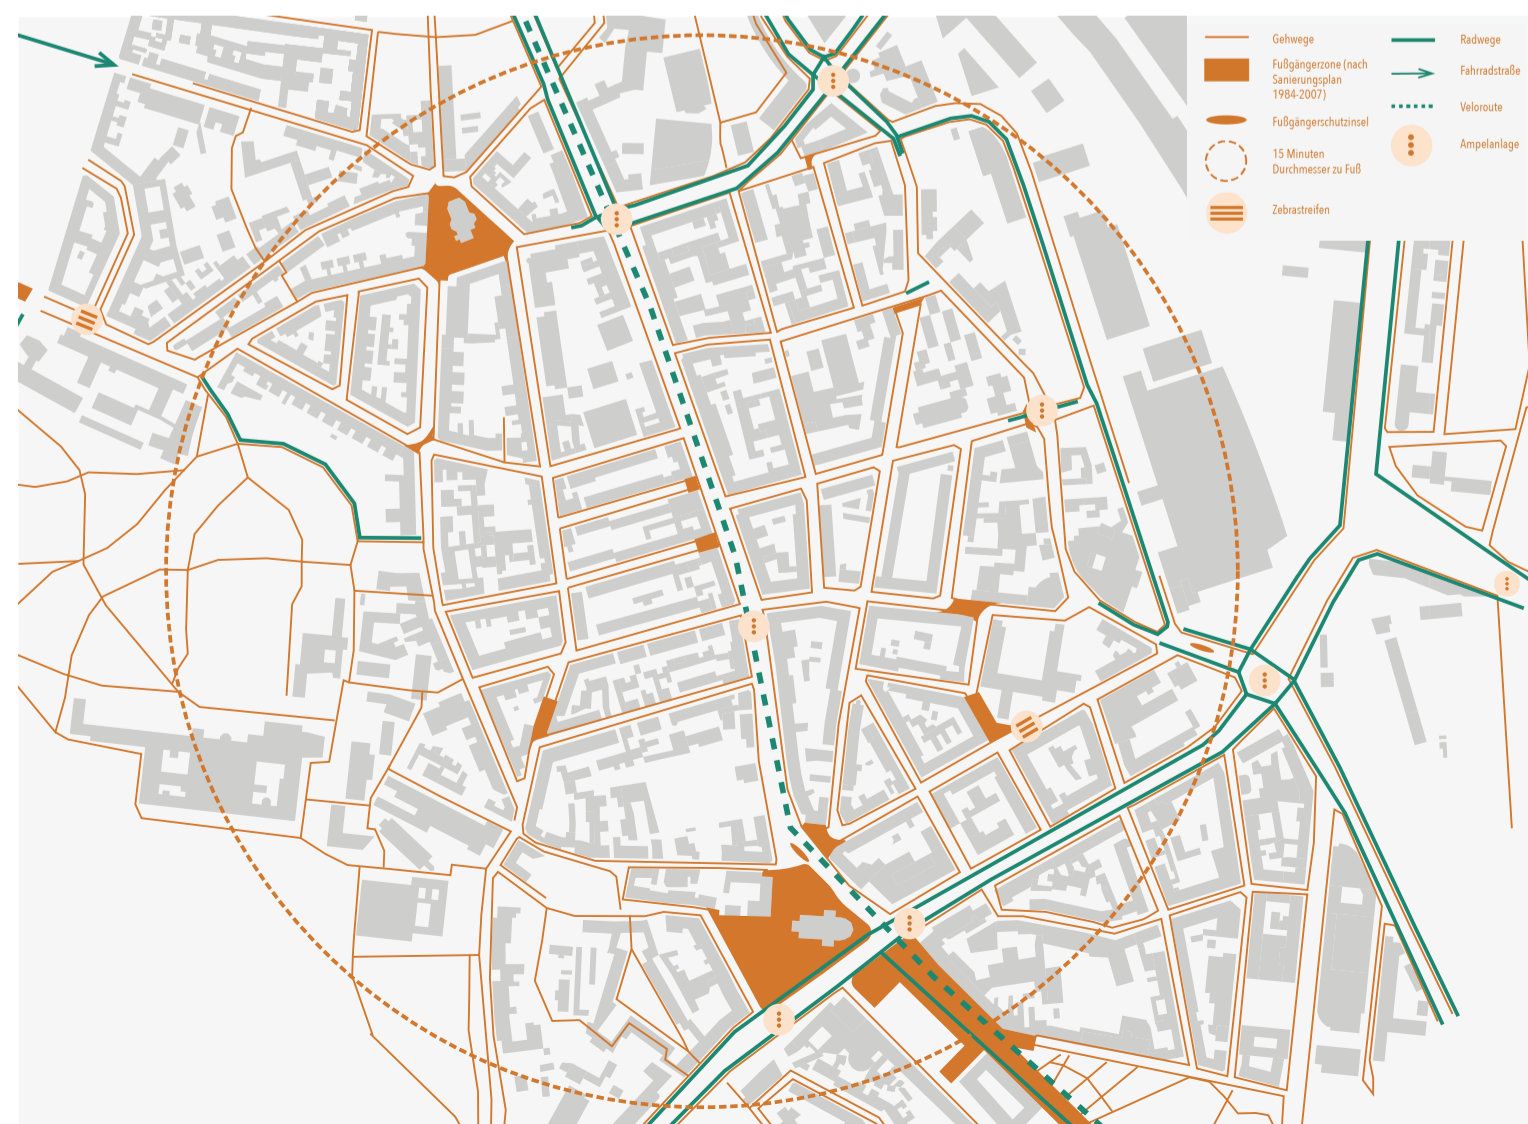 Gehwege
Fußgängerzone (nach
Sanierungsplan
1984-2007)
Fußgängerschutzinsel
15 Minuten
Durchmesser zu Fuß
Zebrastreifen
Radwege
Fahrradstraße
Veloroute
Ampelanlage